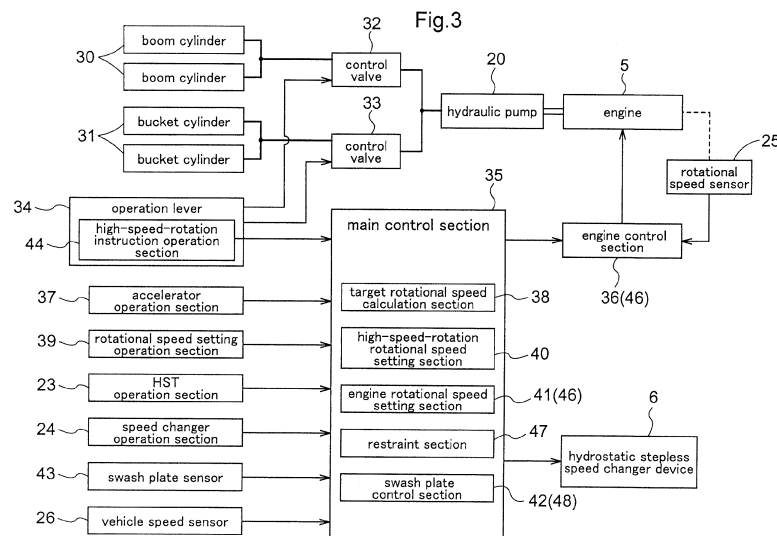 Fig.3
30
boom cylinder
boom cylinder
31
bucket cylinder
bucket cylinder
32
control
valve
33
control
valve
20
hydraulic pump
5
engine
25
rotational
speed sensor
34
operation lever
44
high-speed-rotation
instruction operation
section
35
main control section
engine control
section
36(46)
37
accelerator
operation section
39
rotational speed setting
operation section
23
HST
operation section
24
speed changer
operation section
43
swash plate sensor
26
vehicle speed sensor
target rotational speed
calculation section
38
high-speed-rotation
rotational speed
setting section
40
engine rotational speed
setting section
41(46)
restraint section
47
swash plate
control section
42(48)
6
hydrostatic stepless
speed changer device